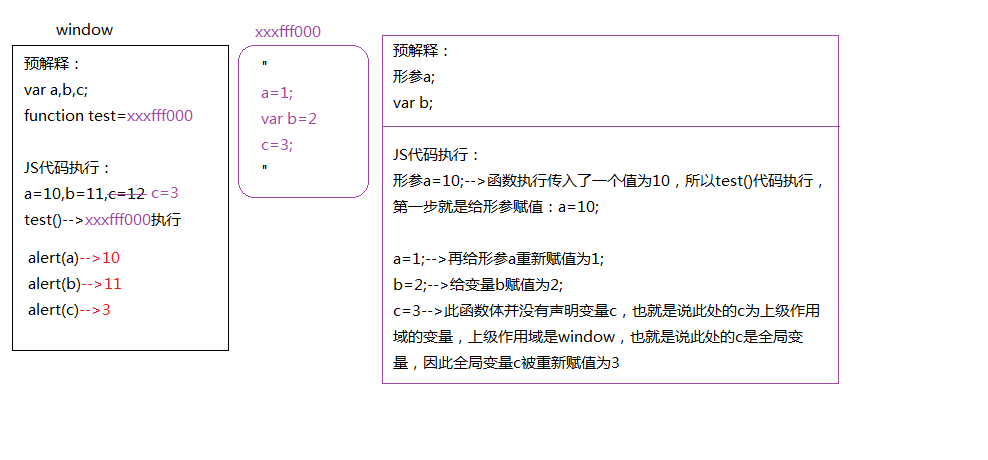 window
预解释：
var a,b,c;
function test=xxxfff000
JS代码执行：
a=10,b=11,c=12 c=3
test()-->xxxfff000执行
alert(a)-->10
alert(b)-->11
alert(c)-->3
xxxfff000
"
a=1;
var b=2
c=3;
"
预解释：
形参a;
var b;
JS代码执行：
形参a=10;-->函数执行传入了一个值为10，所以test()代码执行，
第一步就是给形参赋值：a=10;
a=1;-->再给形参a重新赋值为1;
b=2;-->给变量b赋值为2;
c=3-->此函数体并没有声明变量c，也就是说此处的c为上级作用
域的变量，上级作用域是window，也就是说此处的c是全局变
量，因此全局变量c被重新赋值为3